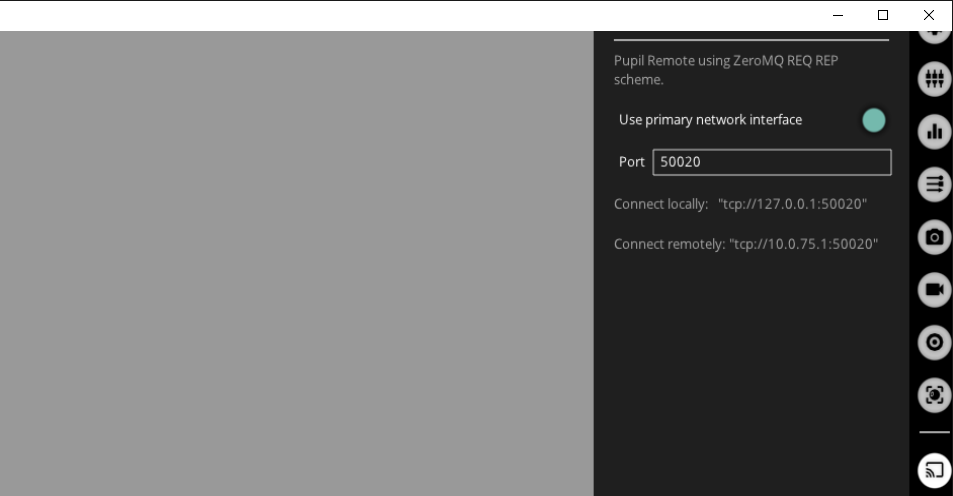 Pupil Remote using ZeroMQ REQ REP
scheme.
Use primary network interface
Port 50020
Connect locally: "tcp://127.0.0.1:50020"
Connect remotely: "tcp://10.0.75.1:50020"